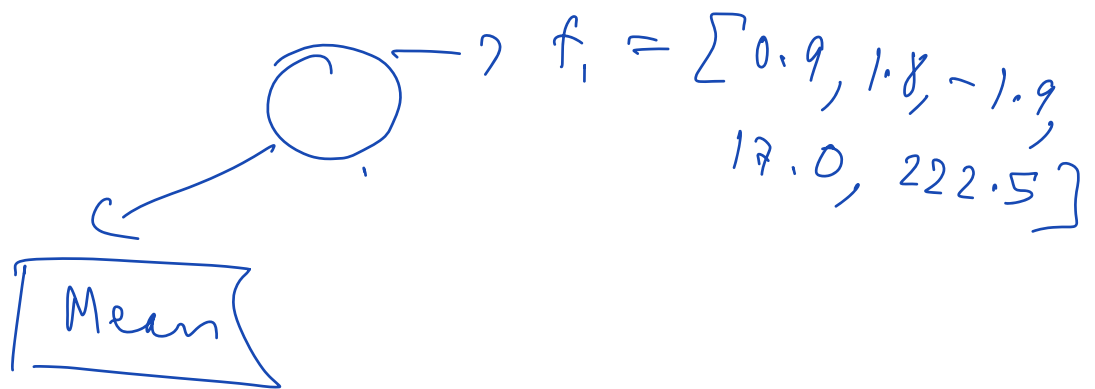 f₁ = [0.9, 1.8, -1.9,
17.0, 222.5]
Mean